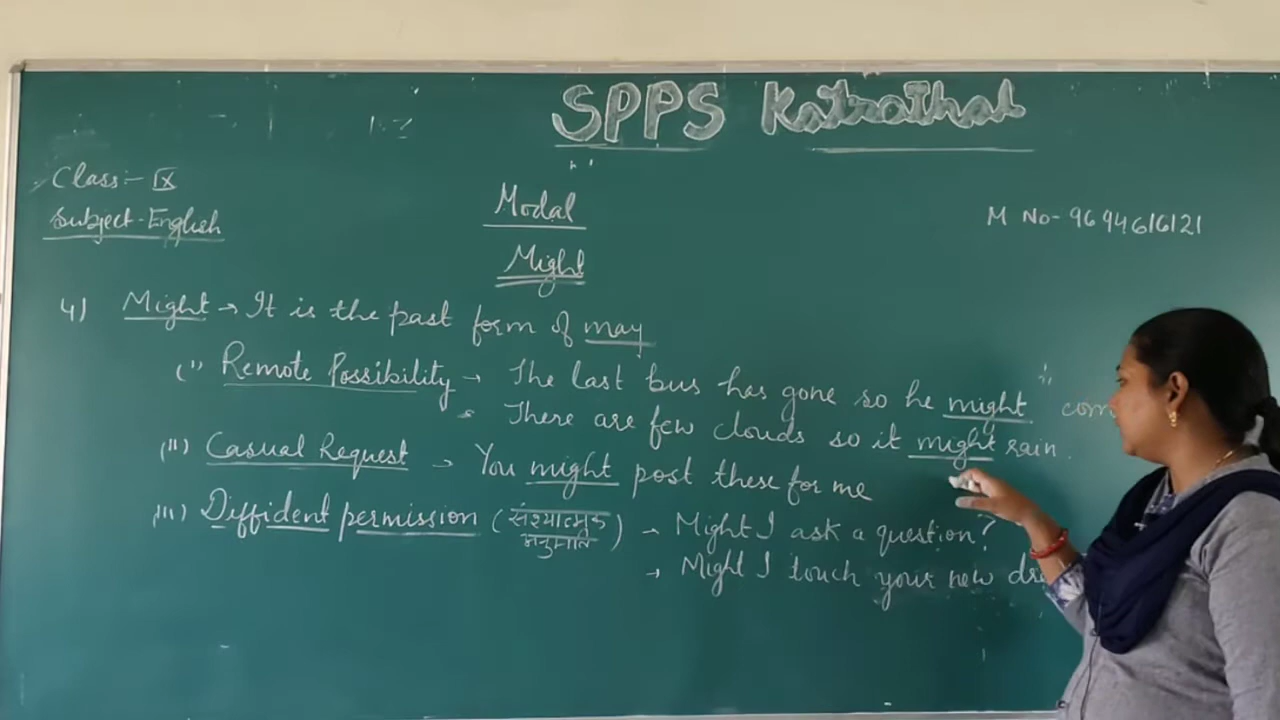 SPPS Katrathal
Class:- IX
Subject-English
Modal
Might
M No- 9694616121
4) Might → It is the past form of may
(i) Remote Possibility → The last bus has gone so he might
→ There are few clouds so it might rain.
(ii) Casual Request → You might post these for me
(iii) Diffident permission (संश्यात्मक अनुमति) → Might I ask a question?
→ Might I touch your new